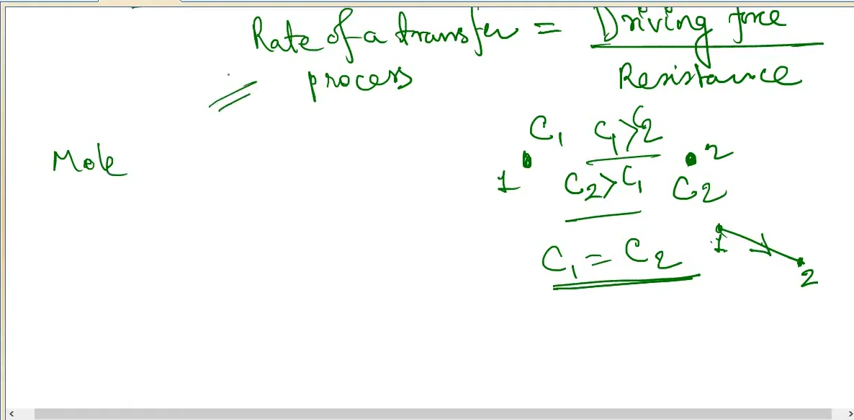 Rate of a transfer process = Driving force / Resistance
C1 C1>C2
Mole 1 2
C2>C1 C2
C1 = C2 1
2